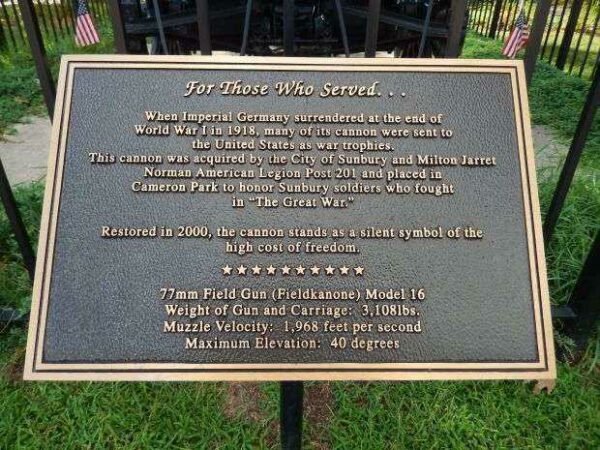 For Those Who Served. . .
When Imperial Germany surrendered at the end of
World War I in 1918, many of its cannon were sent to
the United States as war trophies.
This cannon was acquired by the City of Sunbury and Milton Jarret
Norman American Legion Post 201 and placed in
Cameron Park to honor Sunbury soldiers who fought
in "The Great War."
Restored in 2000, the cannon stands as a silent symbol of the
high cost of freedom.
★★★★★★★★★★
77mm Field Gun (Fieldkanone) Model 16
Weight of Gun and Carriage: 3,108lbs.
Muzzle Velocity: 1,968 feet per second
Maximum Elevation: 40 degrees